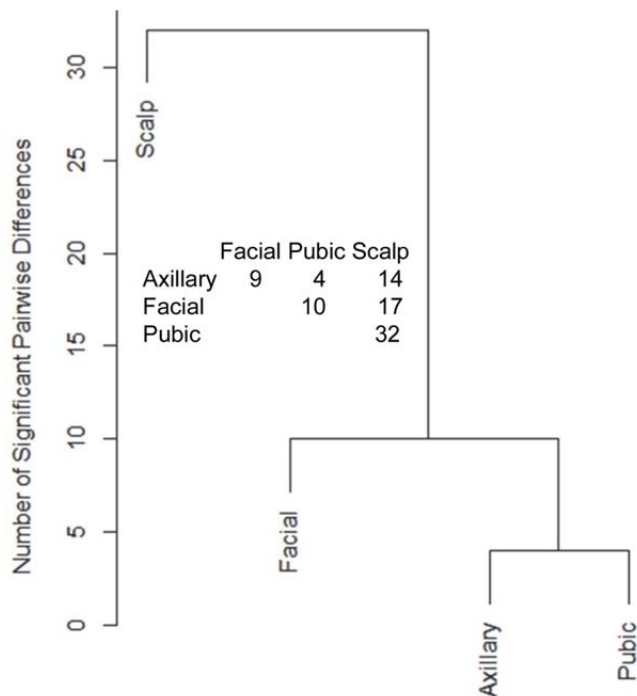 Number of Significant Pairwise Differences
30
25
20
15
10
5
0
Scalp
Facial Pubic Scalp
Axillary 9 4 14
Facial 10 17
Pubic 32
Facial
Axillary
Pubic